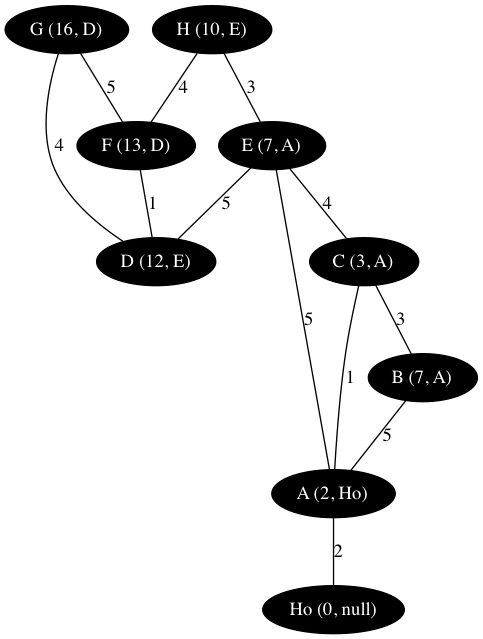 G (16, D)
H (10, E)
5
4
3
4
F (13, D)
E (7, A)
1
5
4
D (12, E)
C (3, A)
5
3
1
B (7, A)
5
A (2, Ho)
2
Ho (0, null)